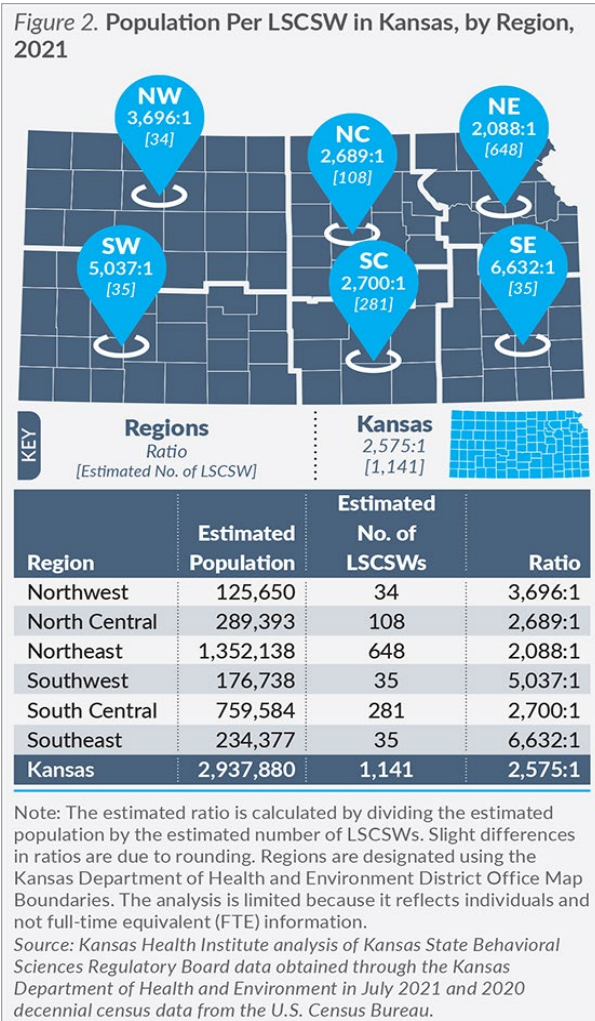 Figure 2. Population Per LSCSW in Kansas, by Region,
2021
NW
3,696:1
[34]
NC
2,689:1
[108]
NE
2,088:1
[648]
SW
5,037:1
[35]
SC
2,700:1
[281]
SE
6,632:1
[35]
KEY
Regions
Ratio
[Estimated No. of LSCSW]
Kansas
2,575:1
[1,141]
Region Estimated Population Estimated No. of LSCSWs Ratio
Northwest 125,650 34 3,696:1
North Central 289,393 108 2,689:1
Northeast 1,352,138 648 2,088:1
Southwest 176,738 35 5,037:1
South Central 759,584 281 2,700:1
Southeast 234,377 35 6,632:1
Kansas 2,937,880 1,141 2,575:1
Note: The estimated ratio is calculated by dividing the estimated
population by the estimated number of LSCSWs. Slight differences
in ratios are due to rounding. Regions are designated using the
Kansas Department of Health and Environment District Office Map
Boundaries. The analysis is limited because it reflects individuals and
not full-time equivalent (FTE) information.
Source: Kansas Health Institute analysis of Kansas State Behavioral
Sciences Regulatory Board data obtained through the Kansas
Department of Health and Environment in July 2021 and 2020
decennial census data from the U.S. Census Bureau.